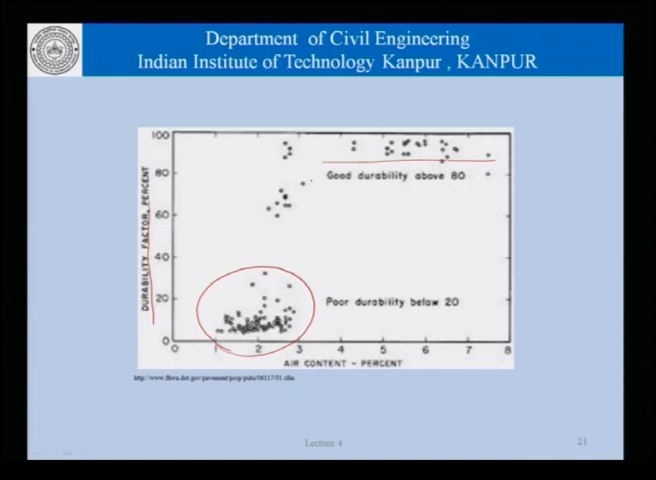 Department of Civil Engineering
Indian Institute of Technology Kanpur , KANPUR
100
80
60
40
20
0
DURABILITY FACTOR, PERCENT
Good durability above 80
Poor durability below 20
0 1 2 3 4 5 6 7 8
AIR CONTENT - PERCENT
Lecture 4
21